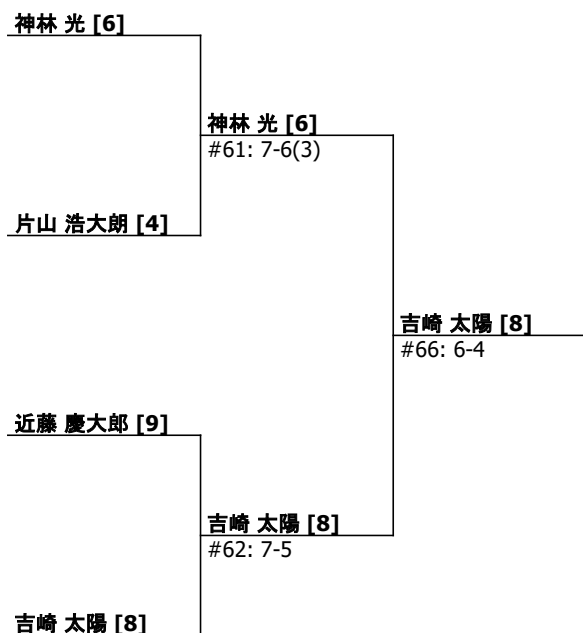 神林 光 [6]
神林 光 [6]
#61: 7-6(3)
片山 浩大朗 [4]
吉崎 太陽 [8]
#66: 6-4
近藤 慶大郎 [9]
吉崎 太陽 [8]
#62: 7-5
吉崎 太陽 [8]